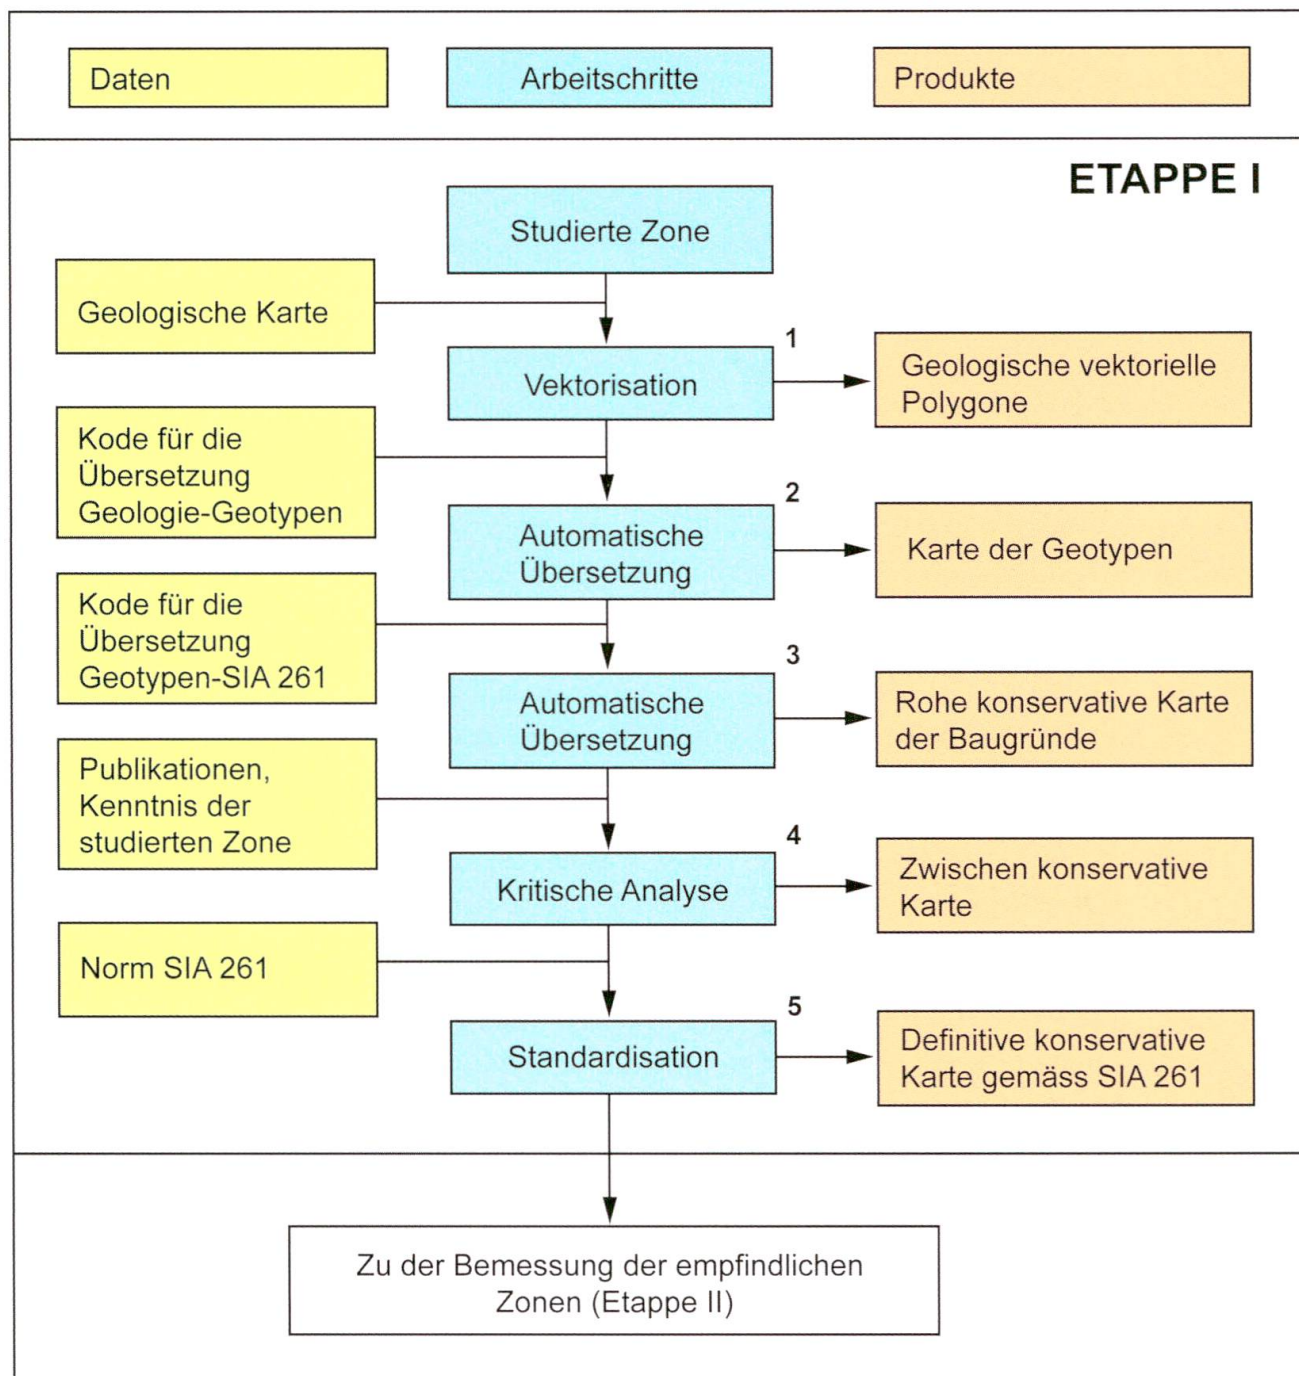 Daten
Arbeitschritte
Produkte
ETAPPE I
Studierte Zone
Geologische Karte
Vektorisation
1
Geologische vektorielle
Polygone
Kode für die
Übersetzung
Geologie-Geotypen
Automatische
Übersetzung
2
Karte der Geotypen
Kode für die
Übersetzung
Geotypen-SIA 261
Automatische
Übersetzung
3
Rohe konservative Karte
der Baugründe
Publikationen,
Kenntnis der
studierten Zone
Kritische Analyse
4
Zwischen konservative
Karte
Norm SIA 261
Standardisation
5
Definitive konservative
Karte gemäss SIA 261
Zu der Bemessung der empfindlichen
Zonen (Etappe II)